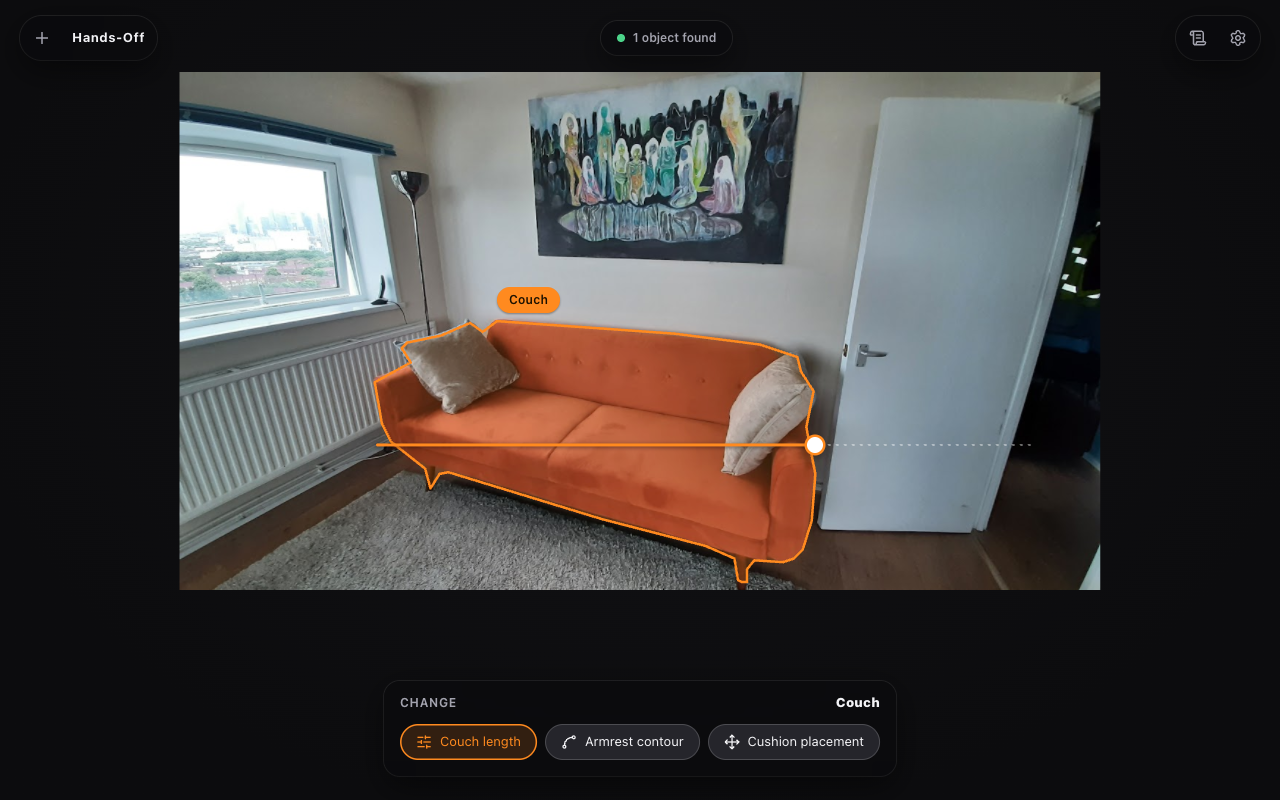 Hands-Off
1 object found
Couch
CHANGE
Couch
Couch length
Armrest contour
Cushion placement